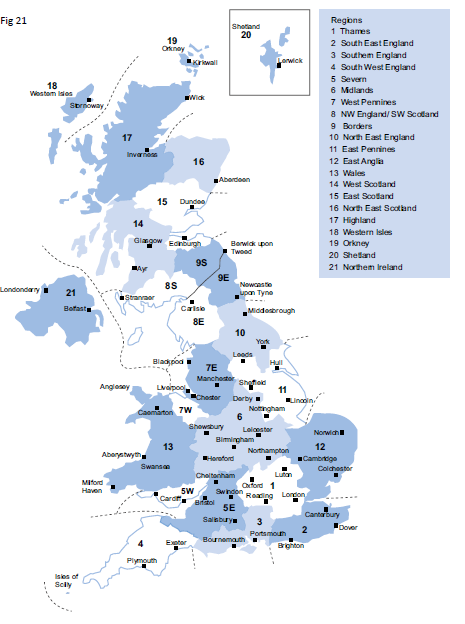 Fig 21
Shetland
20
Lerwick
19
Orkney
Kirkwall
18
Western Isles
Stornoway
Wick
17
Inverness
16
Aberdeen
15
Dundee
14
Glasgow
Edinburgh
Berwick upon
Tweed
9S
9E
Ayr
Newcastle
upon Tyne
Londonderry
21
Belfast
8S
Stranraer
Carlisle
8E
Middlesbrough
10
York
Leeds
Hull
Blackpool
7E
Manchester
Sheffield
Anglesey
Liverpool
Chester
Derby
11
Lincoln
Caernarfon
7W
Nottingham
6
Shewsbury
Leicester
Norwich
Birmingham
13
12
Aberystwyth
Hereford
Northampton
Cambridge
Swansea
Luton
Colchester
Milford
Haven
Cheltenham
Oxford
1
5W
Cardiff
Bristol
Swindon
Reading
London
5E
Canterbury
Salisbury
3
2
Dover
4
Exeter
Bournemouth
Portsmouth
Brighton
Plymouth
Isles of
Scilly
Regions
1 Thames
2 South East England
3 Southern England
4 South West England
5 Severn
6 Midlands
7 West Pennines
8 NW England/ SW Scotland
9 Borders
10 North East England
11 East Pennines
12 East Anglia
13 Wales
14 West Scotland
15 East Scotland
16 North East Scotland
17 Highland
18 Western Isles
19 Orkney
20 Shetland
21 Northern Ireland